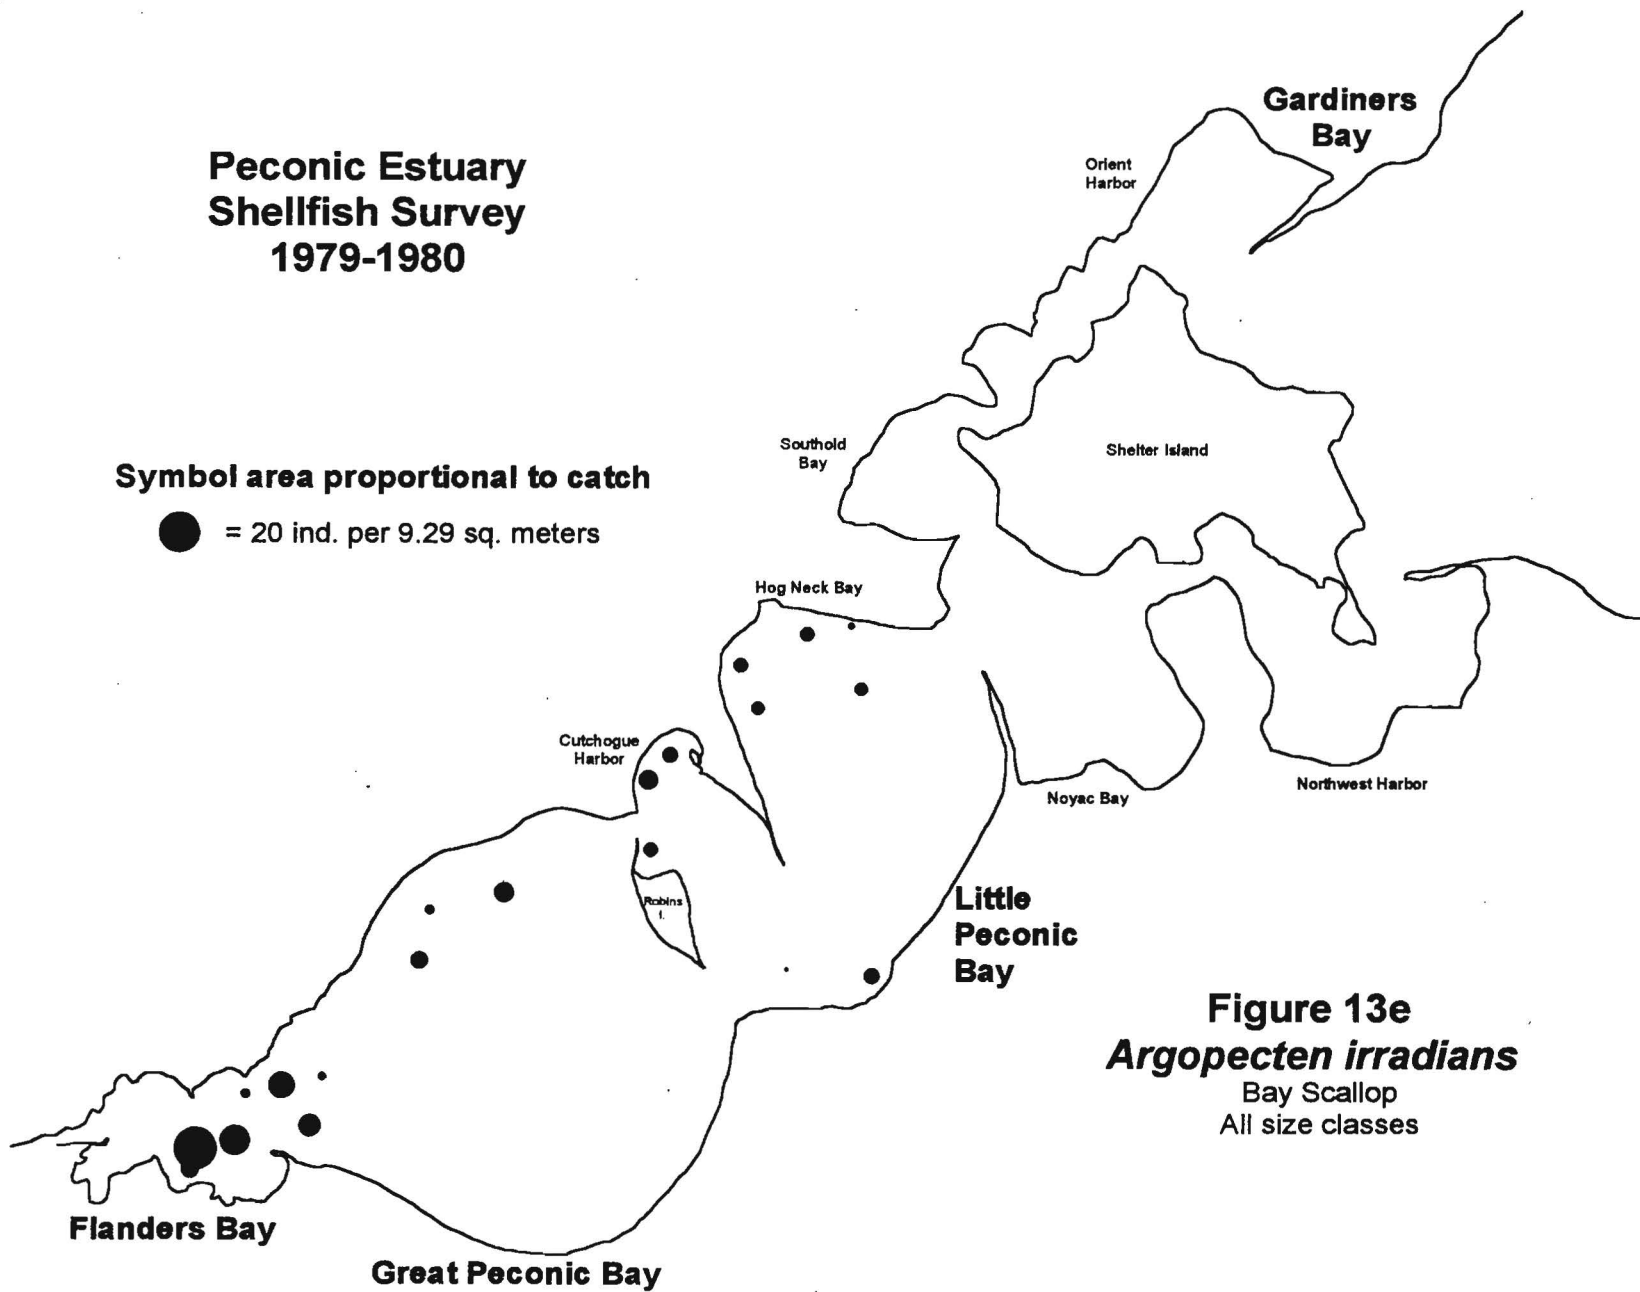 Peconic Estuary
Shellfish Survey
1979-1980
Gardiners
Bay
Orient
Harbor
Symbol area proportional to catch
= 20 ind. per 9.29 sq. meters
Southold
Bay
Shelter Island
Hog Neck Bay
Cutchogue
Harbor
Noyac Bay
Northwest Harbor
Robins
I.
Little
Peconic
Bay
Figure 13e
Argopecten irradians
Bay Scallop
All size classes
Flanders Bay
Great Peconic Bay